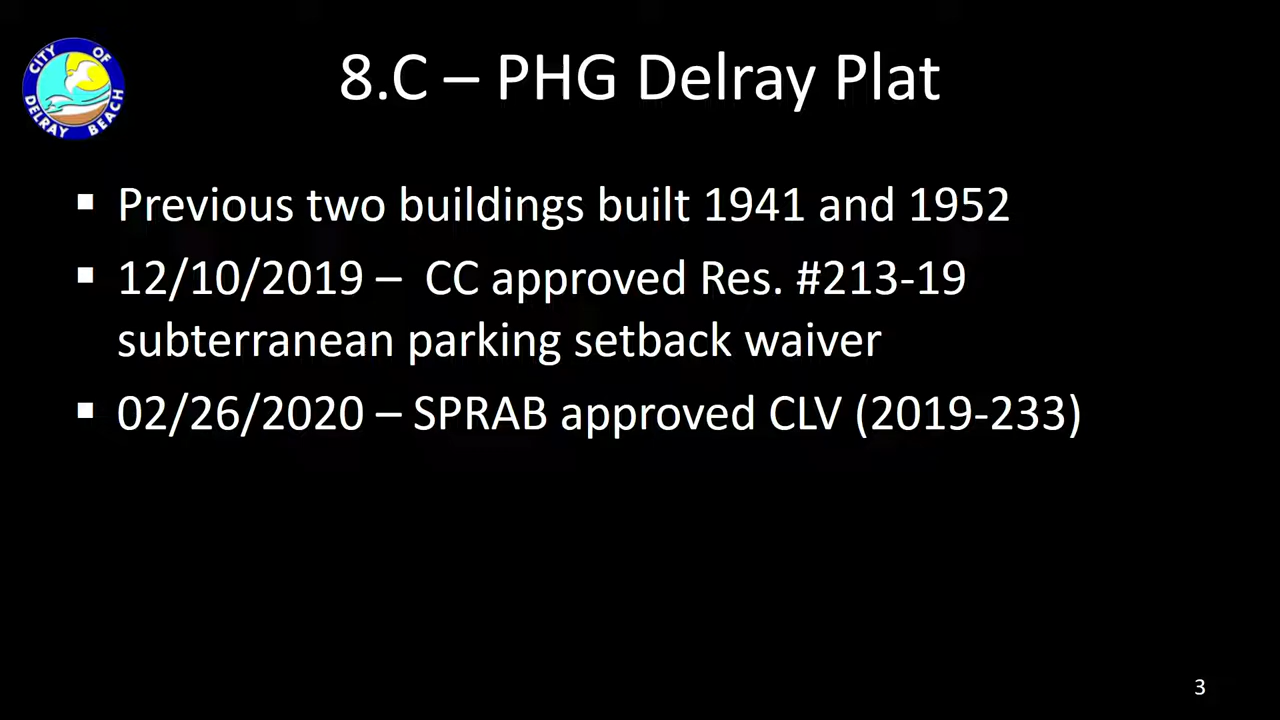 CITY OF
DELRAY BEACH
8.C – PHG Delray Plat
▪ Previous two buildings built 1941 and 1952
▪ 12/10/2019 – CC approved Res. #213-19
subterranean parking setback waiver
▪ 02/26/2020 – SPRAB approved CLV (2019-233)
3